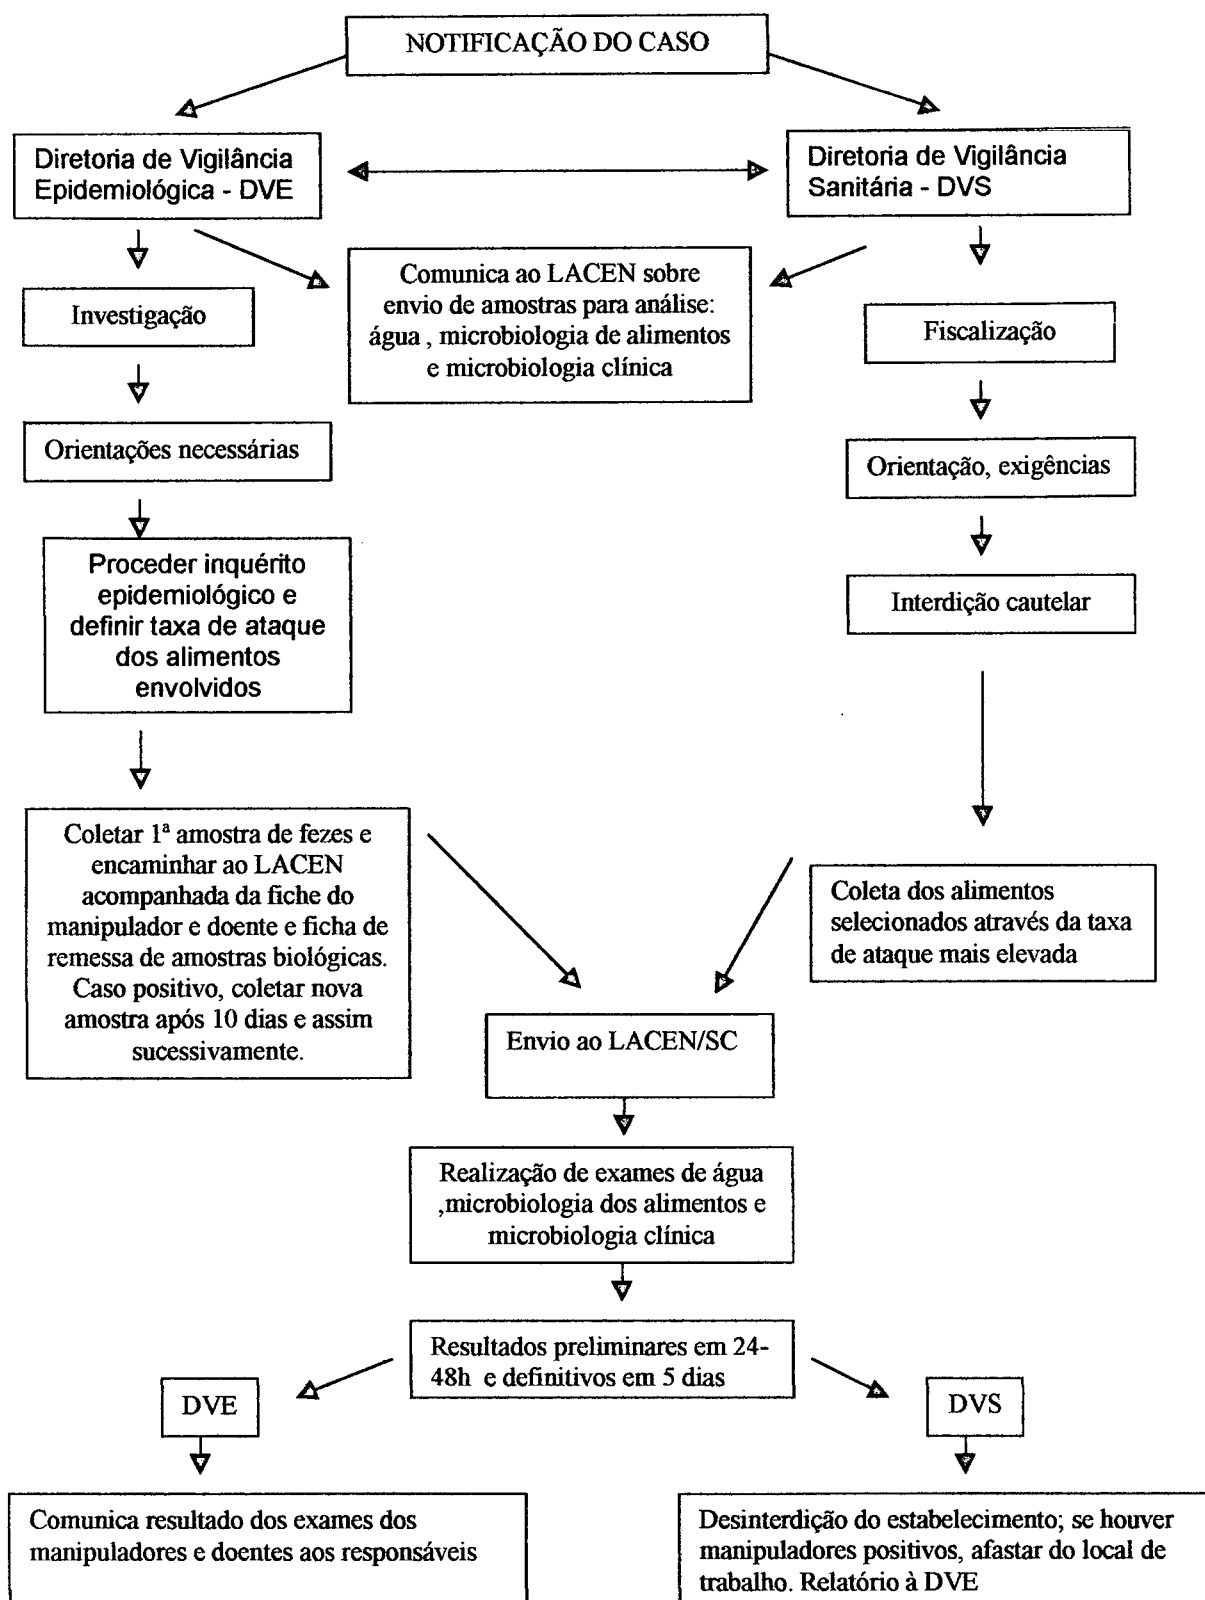 NOTIFICAÇÃO DO CASO
Diretoria de Vigilância
Epidemiológica - DVE
Diretoria de Vigilância
Sanitária - DVS
Comunica ao LACEN sobre
envio de amostras para análise:
água , microbiologia de alimentos
e microbiologia clínica
Investigação
Fiscalização
Orientações necessárias
Orientação, exigências
Proceder inquérito
epidemiológico e
definir taxa de ataque
dos alimentos
envolvidos
Interdição cautelar
Coletar 1ª amostra de fezes e
encaminhar ao LACEN
acompanhada da fiche do
manipulador e doente e ficha de
remessa de amostras biológicas.
Caso positivo, coletar nova
amostra após 10 dias e assim
sucessivamente.
Coleta dos alimentos
selecionados através da taxa
de ataque mais elevada
Envio ao LACEN/SC
Realização de exames de água
,microbiologia dos alimentos e
microbiologia clínica
Resultados preliminares em 24-
48h e definitivos em 5 dias
DVE
DVS
Comunica resultado dos exames dos
manipuladores e doentes aos responsáveis
Desinterdição do estabelecimento; se houver
manipuladores positivos, afastar do local de
trabalho. Relatório à DVE